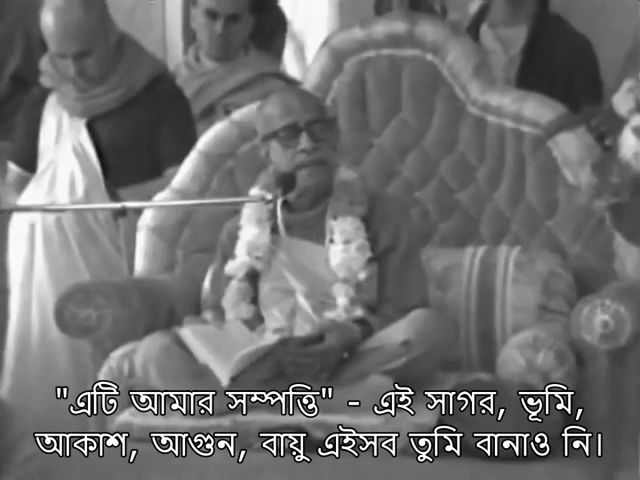 "এটি আমার সম্পত্তি" - এই সাগর, ভূমি,
আকাশ, আগুন, বায়ু এইসব তুমি বানাও নি।